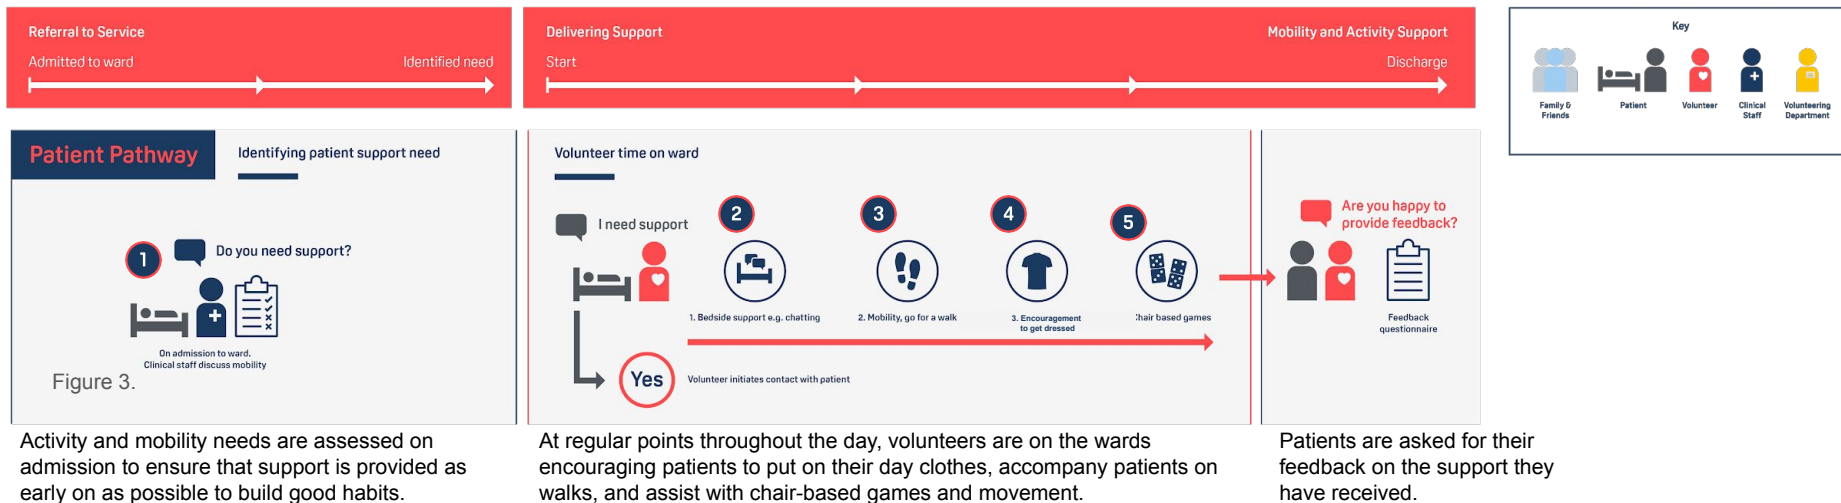 Referral to Service
Admitted to ward
Identified need
Delivering Support
Mobility and Activity Support
Start
Discharge
Key
Family &
Friends
Patient
Volunteer
Clinical
Staff
Volunteering
Department
Patient Pathway
Identifying patient support need
1
Do you need support?
On admission to ward.
Clinical staff discuss mobility
Figure 3.
Volunteer time on ward
I need support
2
3
4
5
1. Bedside support e.g. chatting
2. Mobility, go for a walk
3. Encouragement
to get dressed
hair based games
Yes
Volunteer initiates contact with patient
Are you happy to
provide feedback?
Feedback
questionnaire
Activity and mobility needs are assessed on
admission to ensure that support is provided as
early on as possible to build good habits.
At regular points throughout the day, volunteers are on the wards
encouraging patients to put on their day clothes, accompany patients on
walks, and assist with chair-based games and movement.
Patients are asked for their
feedback on the support they
have received.